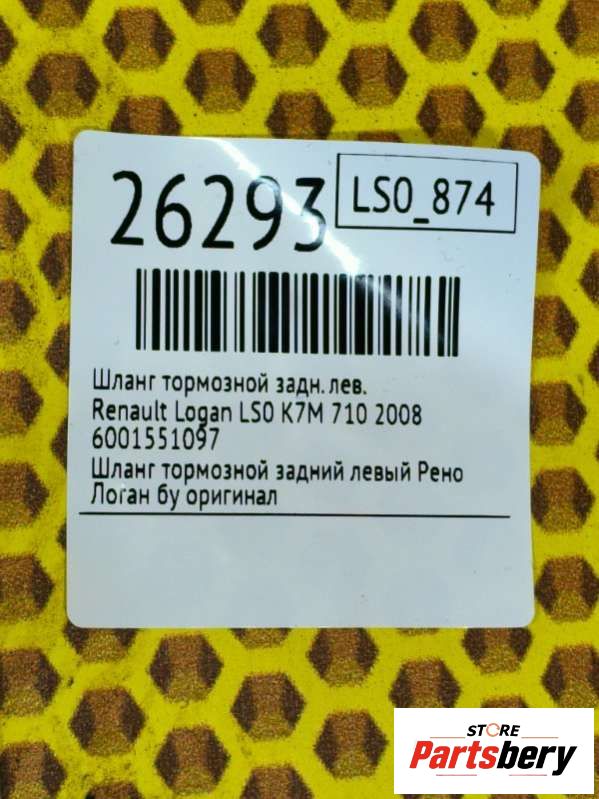 26293
LS0_874
Шланг тормозной задн. лев.
Renault Logan LS0 K7M 710 2008
6001551097
Шланг тормозной задний левый Рено
Логан бу оригинал
STORE
Partsbery